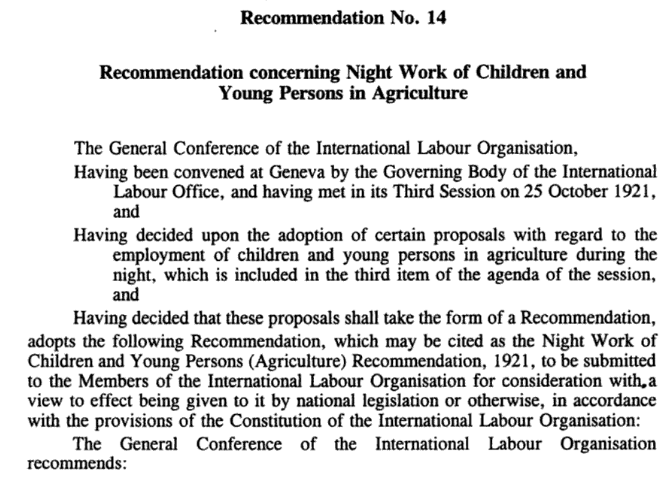 Recommendation No. 14
Recommendation concerning Night Work of Children and
Young Persons in Agriculture
The General Conference of the International Labour Organisation,
Having been convened at Geneva by the Governing Body of the International
Labour Office, and having met in its Third Session on 25 October 1921,
and
Having decided upon the adoption of certain proposals with regard to the
employment of children and young persons in agriculture during the
night, which is included in the third item of the agenda of the session,
and
Having decided that these proposals shall take the form of a Recommendation,
adopts the following Recommendation, which may be cited as the Night Work of
Children and Young Persons (Agriculture) Recommendation, 1921, to be submitted
to the Members of the International Labour Organisation for consideration with a
view to effect being given to it by national legislation or otherwise, in accordance
with the provisions of the Constitution of the International Labour Organisation:
The General Conference of the International Labour Organisation
recommends: